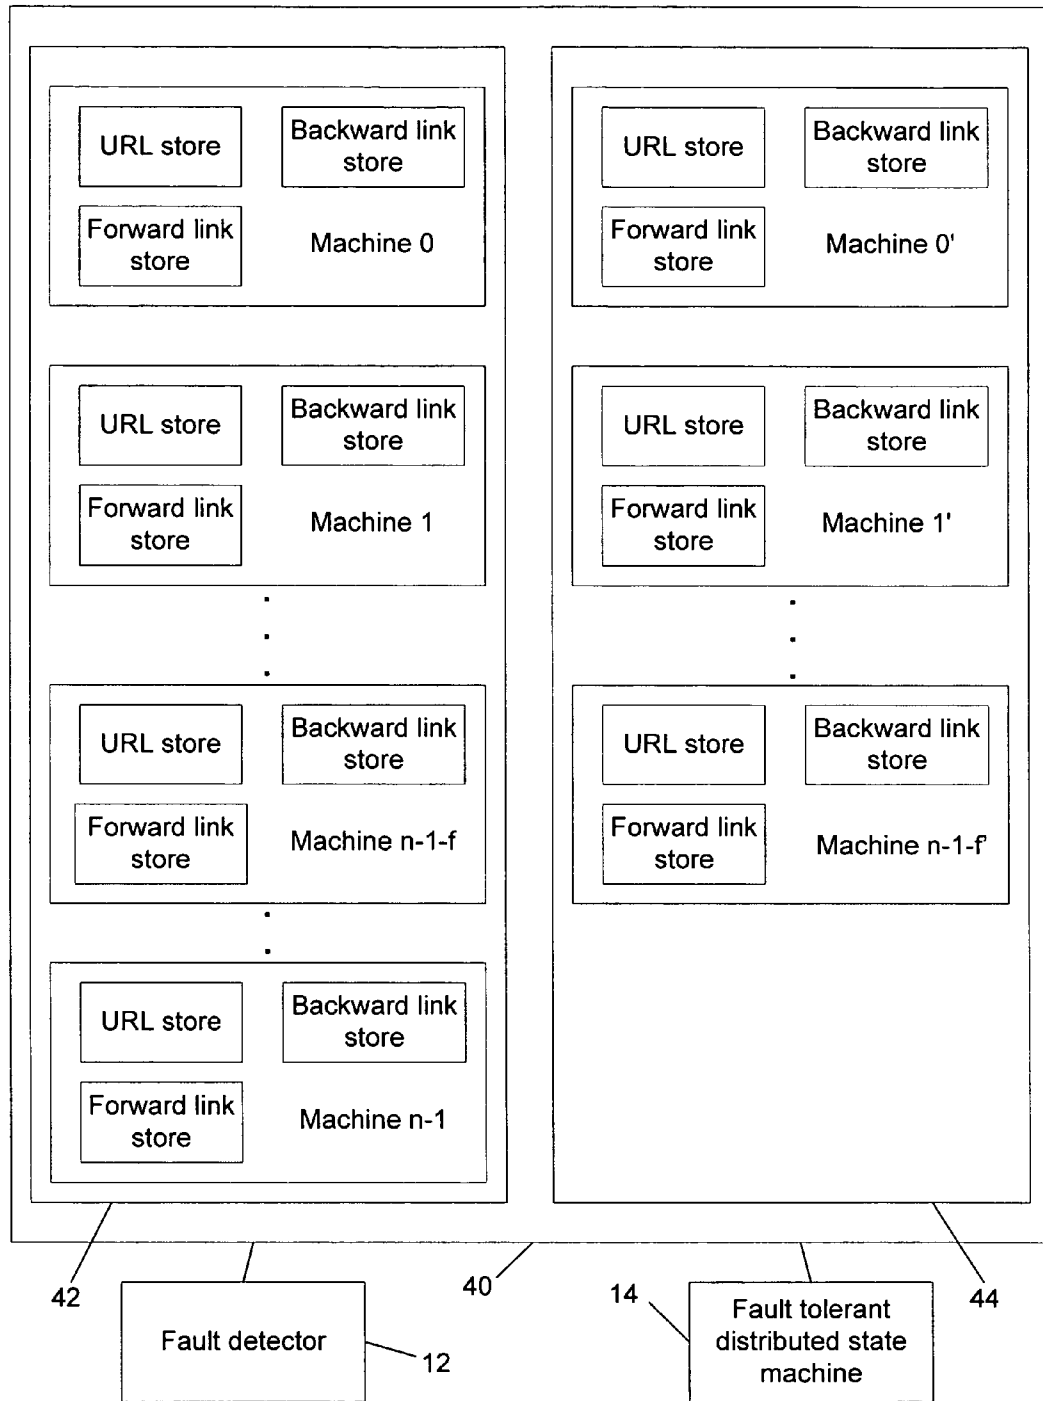 URL store
Backward link
store
Forward link
store
Machine 0
URL store
Backward link
store
Forward link
store
Machine 1
URL store
Backward link
store
Forward link
store
Machine n-1-f
URL store
Backward link
store
Forward link
store
Machine n-1
URL store
Backward link
store
Forward link
store
Machine 0'
URL store
Backward link
store
Forward link
store
Machine 1'
URL store
Backward link
store
Forward link
store
Machine n-1-f'
42
40
44
Fault detector
12
14
Fault tolerant
distributed state
machine